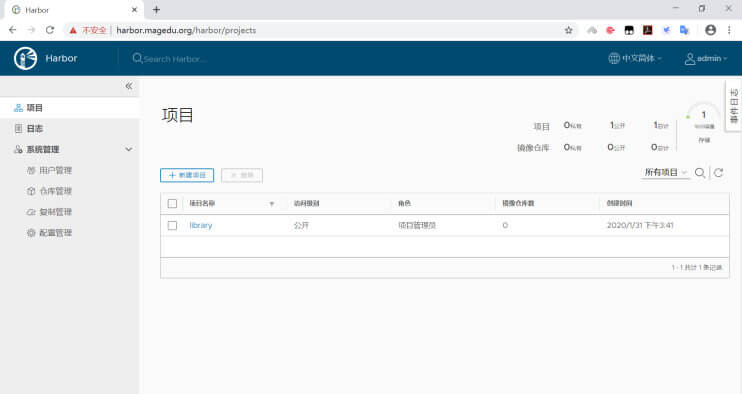 Harbor
不安全 harbor.magedu.org/harbor/projects
Harbor
Search Harbor...
中文简体
admin
项目
日志
系统管理
用户管理
仓库管理
复制管理
配置管理
项目
项目 0私有 1公开 1总计
镜像仓库 0私有 0公开 0总计
1
存储
事件日志
+ 新建项目
× 删除
所有项目
项目名称 访问级别 角色 镜像仓库数 创建时间
library 公开 项目管理员 0 2020/1/31 下午3:41
1 - 1 共计 1 条记录